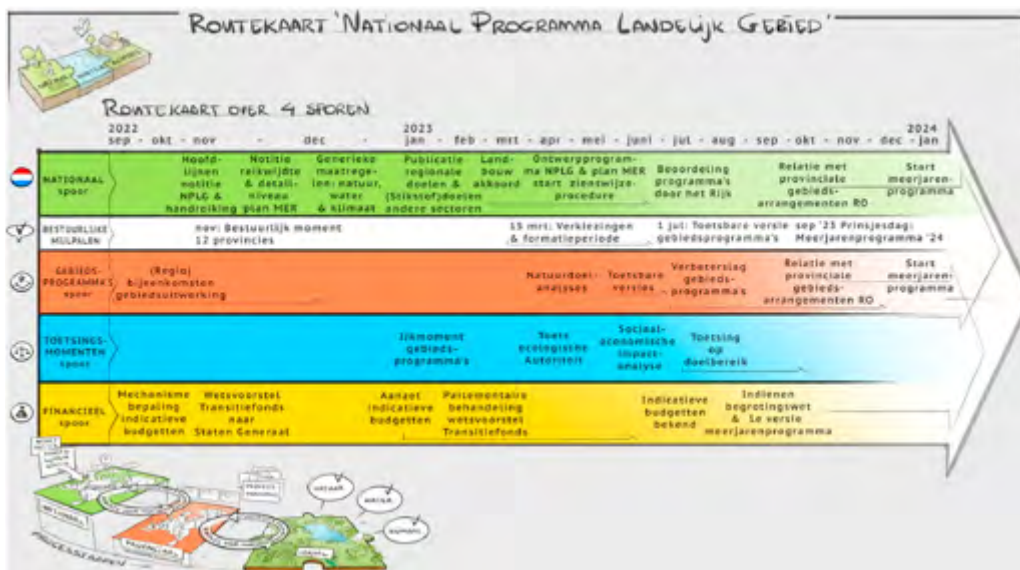 ROUTEKAART 'NATIONAAL PROGRAMMA LANDELIJK GEBIED'
ROUTEKAART OVER 4 SPOREN
2022 2023 2024
sep - okt - nov - dec - jan - feb - mrt - apr - mei - juni - jul - aug - sep - okt - nov - dec - jan
NATIONAAL
spoor
Hoofd-
lijnen
notitie
NPLG &
handreiking
Notitie
reikwijdte
& detail-
niveau
plan MER
Generieke
maatrege-
len: natuur,
water
& klimaat
Publicatie
regionale
doelen &
(Stikstof)doelen
andere sectoren
Land-
bouw
akkoord
Ontwerpprogram-
ma NPLG & plan MER
start zienswijze-
procedure
Beoordeling
programma's
door het Rijk
Relatie met
provinciale
gebieds-
arrangementen RO
Start
meerjaren-
programma
BESTUURLIJKE
MIJLPALEN
nov: Bestuurlijk moment
12 provincies
15 mrt: Verkiezingen
& formatieperiode
1 jul: Toetsbare versie
gebiedsprogramma's
sep '23 Prinsjesdag:
Meerjarenprogramma '24
GEBIEDS-
PROGRAMMA'S
spoor
(Regio)
bijeenkomsten
gebiedsuitwerking
Natuurdoel-
analyses
Toetsbare
versies
Verbeterslag
gebieds-
programma's
Relatie met
provinciale
gebieds-
arrangementen RO
Start
meerjaren-
programma
TOETSINGS-
MOMENTEN
spoor
IJkmoment
gebieds-
programma's
Toets
ecologische
Autoriteit
Sociaal-
economische
impact-
analyse
Toetsing
op
doelbereik
FINANCIEEL
spoor
Mechanisme
bepaling
indicatieve
budgetten
Wetsvoorstel
Transitiefonds
naar
Staten Generaal
Aanzet
indicatieve
budgetten
Parlementaire
behandeling
wetsvoorstel
Transitiefonds
Indicatieve
budgetten
bekend
Indienen
begrotingswet
& 1e versie
meerjarenprogramma
NATIONAAL
PROVINCIAAL
NATUUR
WATER
PROCESSTAPPEN